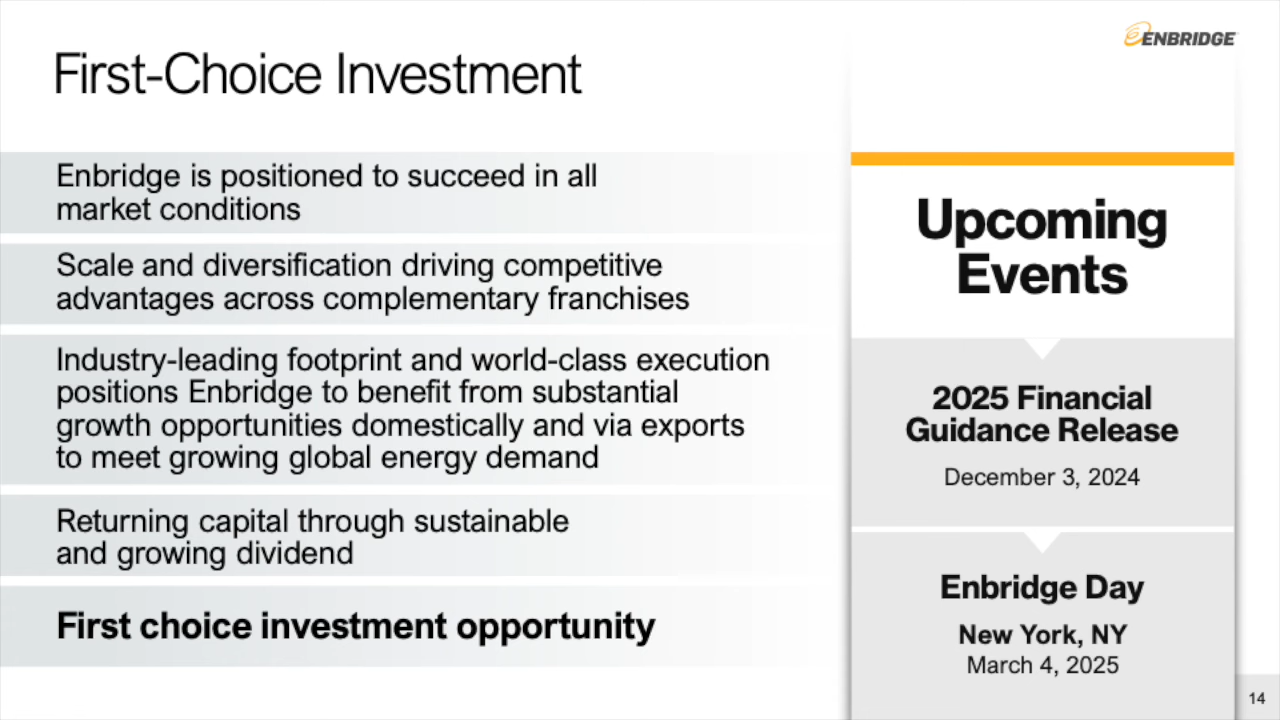 ENBRIDGE
First-Choice Investment
Enbridge is positioned to succeed in all
market conditions
Scale and diversification driving competitive
advantages across complementary franchises
Industry-leading footprint and world-class execution
positions Enbridge to benefit from substantial
growth opportunities domestically and via exports
to meet growing global energy demand
Returning capital through sustainable
and growing dividend
First choice investment opportunity
Upcoming
Events
2025 Financial
Guidance Release
December 3, 2024
Enbridge Day
New York, NY
March 4, 2025
14